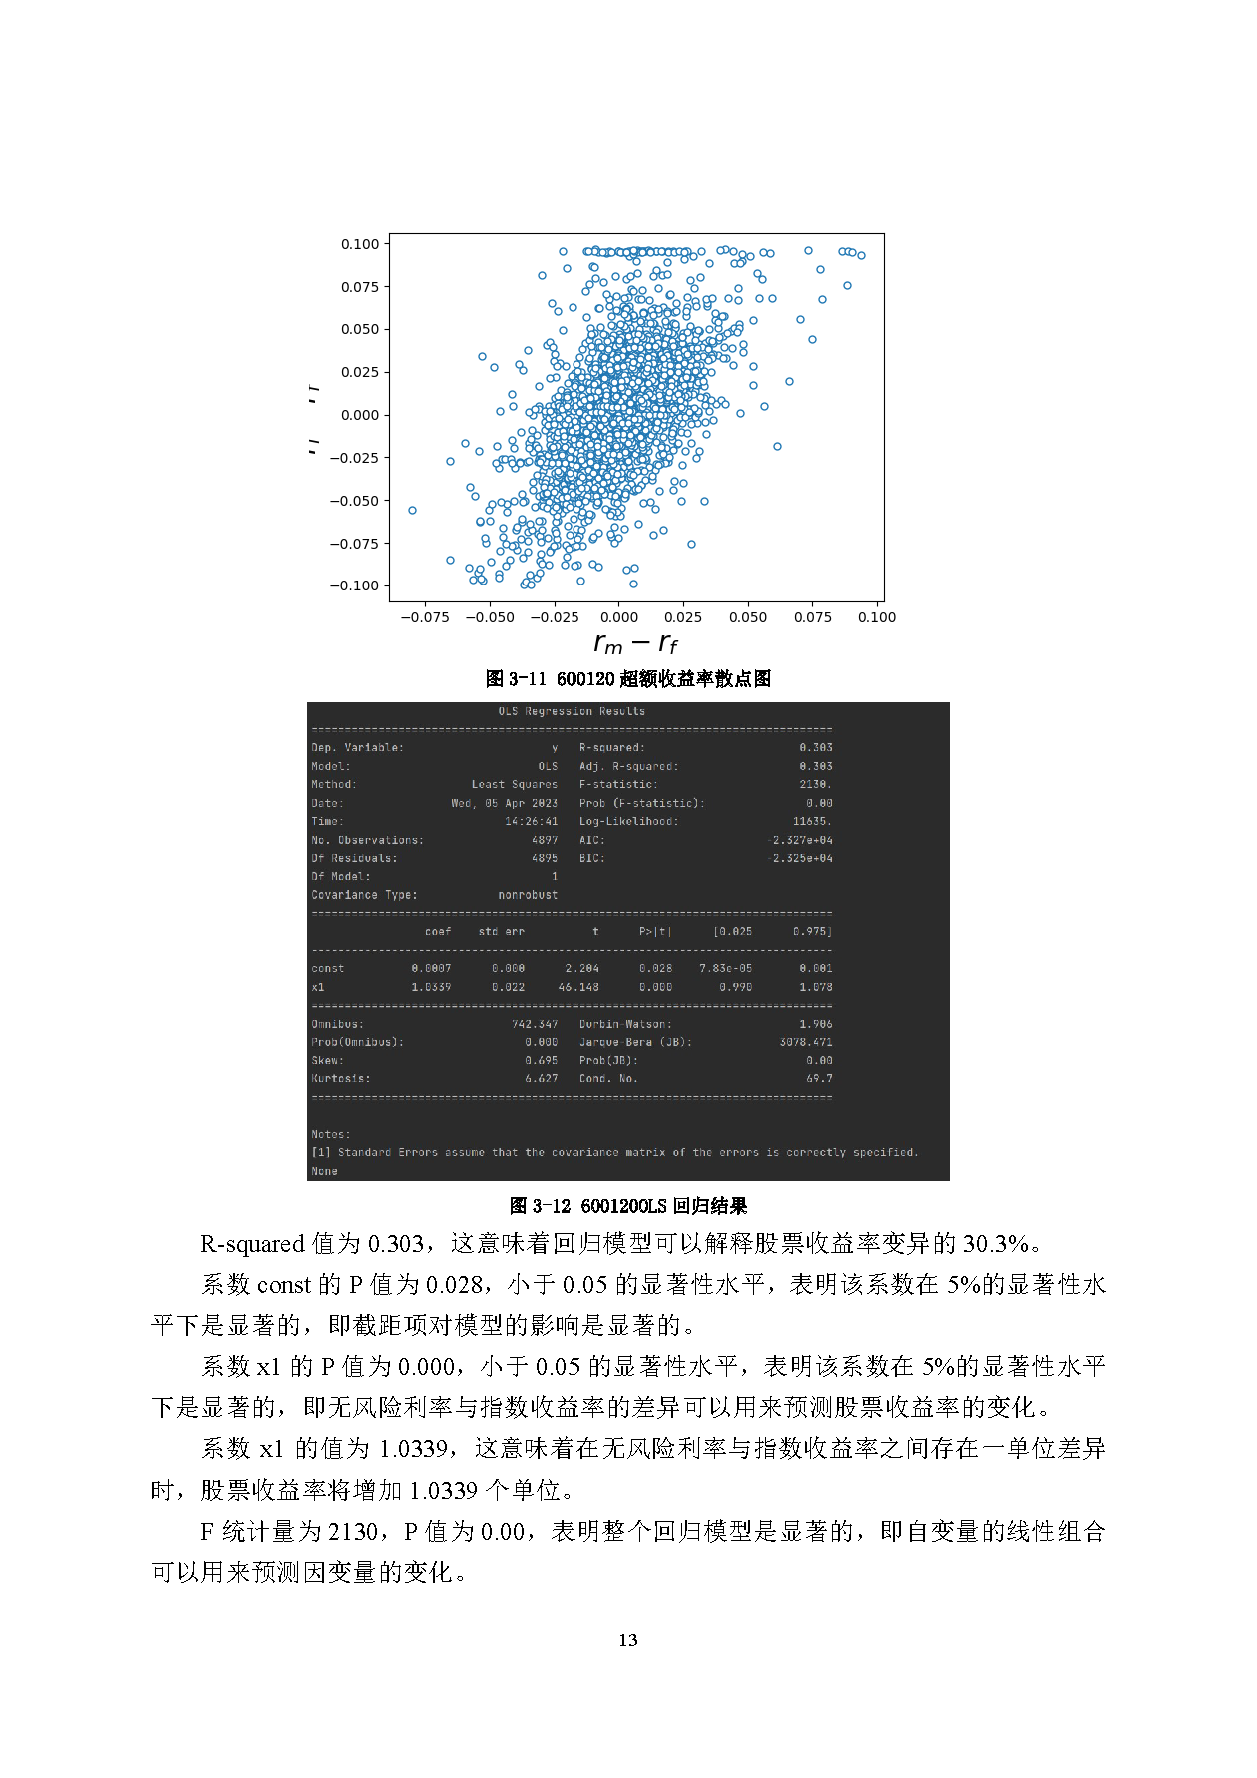 0.100
0.075
0.050
0.025
0.000
−0.025
−0.050
−0.075
−0.100
−0.075 −0.050 −0.025 0.000 0.025 0.050 0.075 0.100
rm − rf
图 3-11 600120 超额收益率散点图
OLS Regression Results
==============================================================================
Dep. Variable: y R-squared: 0.303
Model: OLS Adj. R-squared: 0.303
Method: Least Squares F-statistic: 2130.
Date: Wed, 05 Apr 2023 Prob (F-statistic): 0.00
Time: 14:26:41 Log-Likelihood: 11635.
No. Observations: 4897 AIC: -2.327e+04
Df Residuals: 4895 BIC: -2.325e+04
Df Model: 1
Covariance Type: nonrobust
==============================================================================
coef std err t P>|t| [0.025 0.975]
------------------------------------------------------------------------------
const 0.0007 0.000 2.204 0.028 7.83e-05 0.001
x1 1.0339 0.022 46.148 0.000 0.990 1.078
==============================================================================
Omnibus: 742.347 Durbin-Watson: 1.906
Prob(Omnibus): 0.000 Jarque-Bera (JB): 3078.471
Skew: 0.695 Prob(JB): 0.00
Kurtosis: 6.627 Cond. No. 69.7
==============================================================================
Notes:
[1] Standard Errors assume that the covariance matrix of the errors is correctly specified.
None
图 3-12 600120OLS 回归结果
R-squared 值为 0.303，这意味着回归模型可以解释股票收益率变异的 30.3%。
系数 const 的 P 值为 0.028，小于 0.05 的显著性水平，表明该系数在 5%的显著性水
平下是显著的，即截距项对模型的影响是显著的。
系数 x1 的 P 值为 0.000，小于 0.05 的显著性水平，表明该系数在 5%的显著性水平
下是显著的，即无风险利率与指数收益率的差异可以用来预测股票收益率的变化。
系数 x1 的值为 1.0339，这意味着在无风险利率与指数收益率之间存在一单位差异
时，股票收益率将增加 1.0339 个单位。
F 统计量为 2130，P 值为 0.00，表明整个回归模型是显著的，即自变量的线性组合
可以用来预测因变量的变化。
13